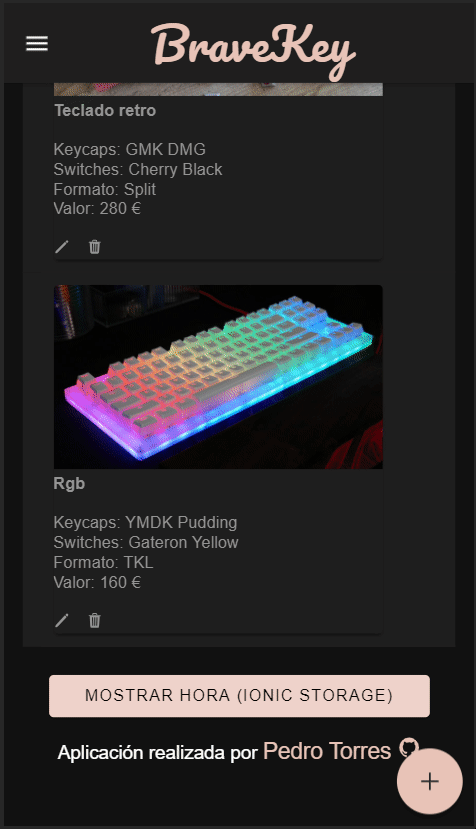 BraveKey
Teclado retro
Keycaps: GMK DMG
Switches: Cherry Black
Formato: Split
Valor: 280 €
Rgb
Keycaps: YMDK Pudding
Switches: Gateron Yellow
Formato: TKL
Valor: 160 €
MOSTRAR HORA (IONIC STORAGE)
Aplicación realizada por Pedro Torres